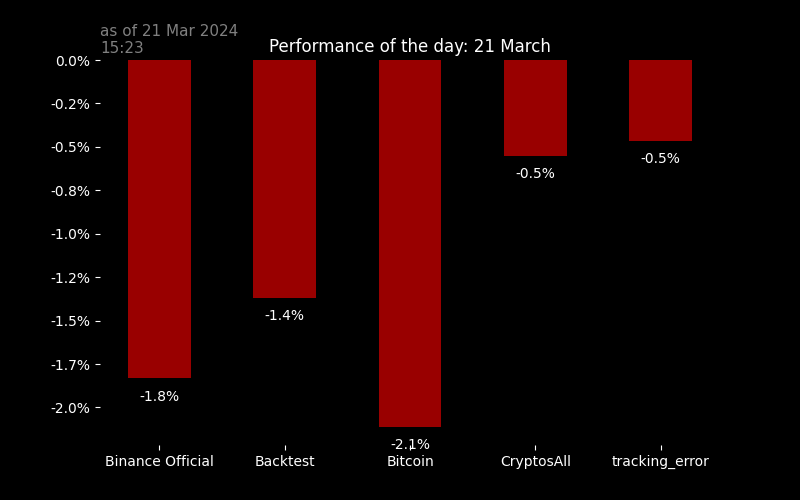 as of 21 Mar 2024
15:23
Performance of the day: 21 March
0.0%
-0.2%
-0.5%
-0.8%
-1.0%
-1.2%
-1.5%
-1.7%
-2.0%
-1.8%
-1.4%
-2.1%
-0.5%
-0.5%
Binance Official
Backtest
Bitcoin
CryptosAll
tracking_error